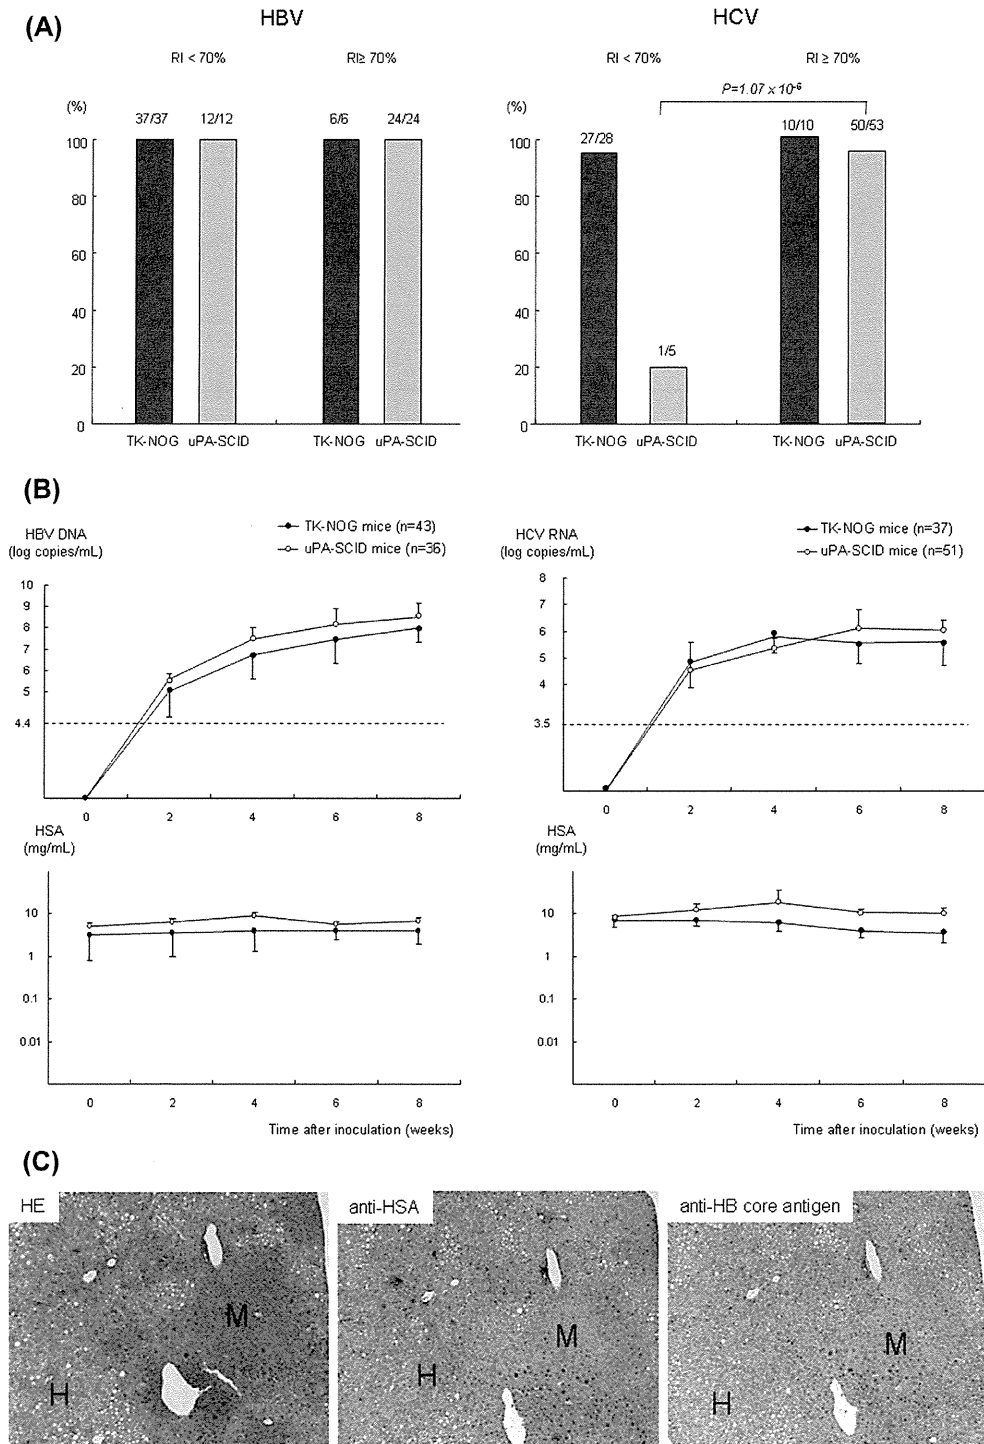 (A)
HBV
RI < 70%
RI≥ 70%
(%)
37/37
12/12
6/6
24/24
100
80
60
40
20
0
TK-NOG
uPA-SCID
TK-NOG
uPA-SCID
HCV
RI < 70%
RI ≥ 70%
P=1.07 x 10-6
(%)
27/28
1/5
10/10
50/53
100
80
60
40
20
0
TK-NOG
uPA-SCID
TK-NOG
uPA-SCID
(B)
HBV DNA
(log copies/mL)
TK-NOG mice (n=43)
uPA-SCID mice (n=36)
10
9
8
7
6
5
4.4
0
2
4
6
8
HCV RNA
(log copies/mL)
TK-NOG mice (n=37)
uPA-SCID mice (n=51)
8
7
6
5
4
3.5
0
2
4
6
8
HSA
(mg/mL)
10
1
0.1
0.01
0
2
4
6
8
Time after inoculation (weeks)
HSA
(mg/mL)
10
1
0.1
0.01
0
2
4
6
8
Time after inoculation (weeks)
(C)
HE
M
H
anti-HSA
M
H
anti-HB core antigen
M
H